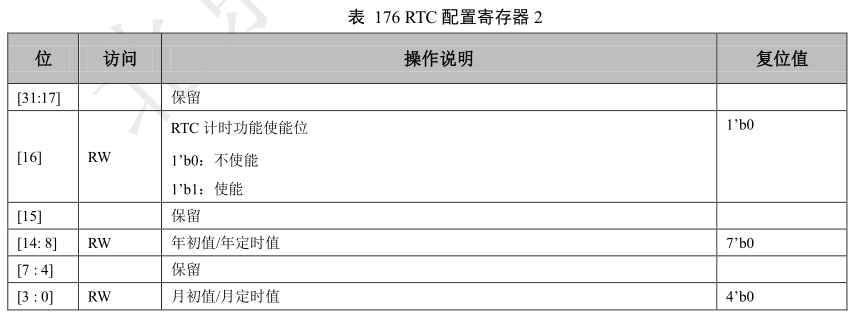 表 176 RTC 配置寄存器 2
位 访问 操作说明 复位值
[31:17] 保留
RTC 计时功能使能位 1’b0
[16] RW 1’b0：不使能
1’b1：使能
[15] 保留
[14: 8] RW 年初值/年定时值 7’b0
[7 : 4] 保留
[3 : 0] RW 月初值/月定时值 4’b0